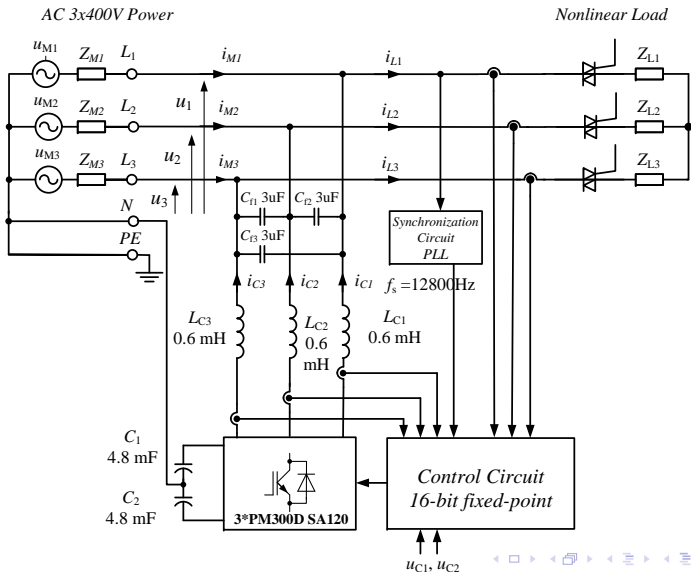 AC 3x400V Power
Nonlinear Load
uM1
ZM1
L1
iM1
iL1
ZL1
u1
uM2
ZM2
L2
iM2
iL2
ZL2
u2
uM3
ZM3
L3
iM3
iL3
ZL3
u3
N
Cf1 3uF
Cf2 3uF
Cf3 3uF
PE
Synchronization
Circuit
PLL
iC3
iC2
iC1
fs =12800Hz
LC3
0.6 mH
LC2
0.6
mH
LC1
0.6 mH
C1
4.8 mF
C2
4.8 mF
3*PM300D SA120
Control Circuit
16-bit fixed-point
uC1, uC2